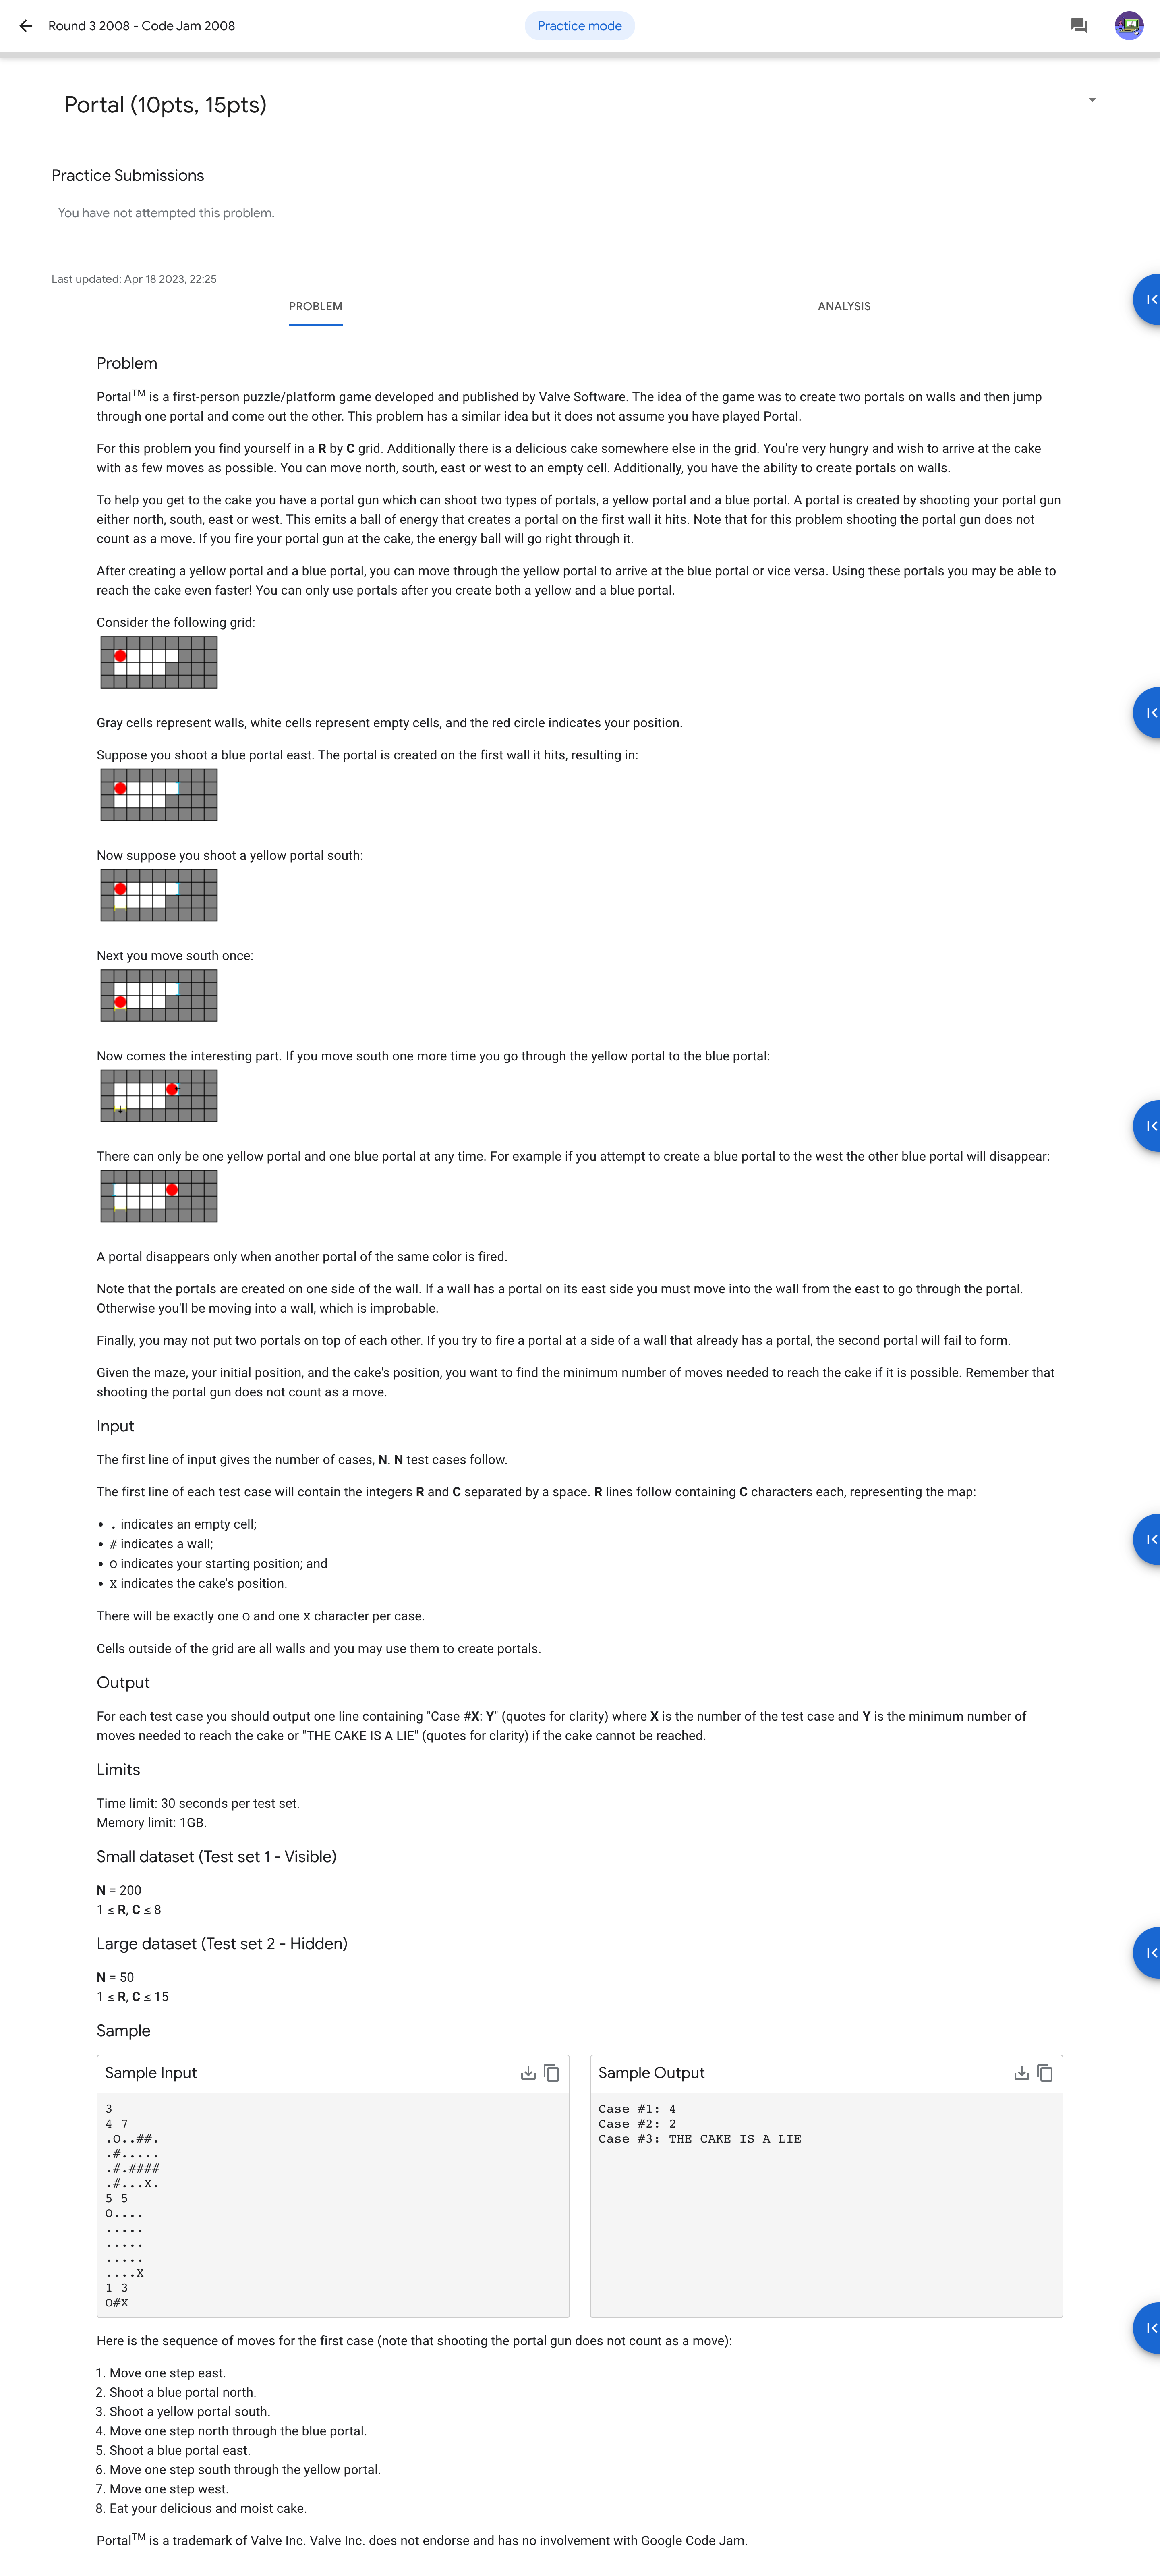 Round 3 2008 - Code Jam 2008
Practice mode
Portal (10pts, 15pts)
Practice Submissions
You have not attempted this problem.
Last updated: Apr 18 2023, 22:25
PROBLEM
ANALYSIS
Problem
PortalTM is a first-person puzzle/platform game developed and published by Valve Software. The idea of the game was to create two portals on walls and then jump
through one portal and come out the other. This problem has a similar idea but it does not assume you have played Portal.
For this problem you find yourself in a R by C grid. Additionally there is a delicious cake somewhere else in the grid. You're very hungry and wish to arrive at the cake
with as few moves as possible. You can move north, south, east or west to an empty cell. Additionally, you have the ability to create portals on walls.
To help you get to the cake you have a portal gun which can shoot two types of portals, a yellow portal and a blue portal. A portal is created by shooting your portal gun
either north, south, east or west. This emits a ball of energy that creates a portal on the first wall it hits. Note that for this problem shooting the portal gun does not
count as a move. If you fire your portal gun at the cake, the energy ball will go right through it.
After creating a yellow portal and a blue portal, you can move through the yellow portal to arrive at the blue portal or vice versa. Using these portals you may be able to
reach the cake even faster! You can only use portals after you create both a yellow and a blue portal.
Consider the following grid:
Gray cells represent walls, white cells represent empty cells, and the red circle indicates your position.
Suppose you shoot a blue portal east. The portal is created on the first wall it hits, resulting in:
Now suppose you shoot a yellow portal south:
Next you move south once:
Now comes the interesting part. If you move south one more time you go through the yellow portal to the blue portal:
There can only be one yellow portal and one blue portal at any time. For example if you attempt to create a blue portal to the west the other blue portal will disappear:
A portal disappears only when another portal of the same color is fired.
Note that the portals are created on one side of the wall. If a wall has a portal on its east side you must move into the wall from the east to go through the portal.
Otherwise you'll be moving into a wall, which is improbable.
Finally, you may not put two portals on top of each other. If you try to fire a portal at a side of a wall that already has a portal, the second portal will fail to form.
Given the maze, your initial position, and the cake's position, you want to find the minimum number of moves needed to reach the cake if it is possible. Remember that
shooting the portal gun does not count as a move.
Input
The first line of input gives the number of cases, N. N test cases follow.
The first line of each test case will contain the integers R and C separated by a space. R lines follow containing C characters each, representing the map:
• . indicates an empty cell;
• # indicates a wall;
• O indicates your starting position; and
• X indicates the cake's position.
There will be exactly one O and one X character per case.
Cells outside of the grid are all walls and you may use them to create portals.
Output
For each test case you should output one line containing "Case #X: Y" (quotes for clarity) where X is the number of the test case and Y is the minimum number of
moves needed to reach the cake or "THE CAKE IS A LIE" (quotes for clarity) if the cake cannot be reached.
Limits
Time limit: 30 seconds per test set.
Memory limit: 1GB.
Small dataset (Test set 1 - Visible)
N = 200
1 ≤ R, C ≤ 8
Large dataset (Test set 2 - Hidden)
N = 50
1 ≤ R, C ≤ 15
Sample
Sample Input
3
4 7
.O..##.
.#.....
.#.####
.#...X.
5 5
O....
.....
.....
.....
....X
1 3
O#X
Sample Output
Case #1: 4
Case #2: 2
Case #3: THE CAKE IS A LIE
Here is the sequence of moves for the first case (note that shooting the portal gun does not count as a move):
1. Move one step east.
2. Shoot a blue portal north.
3. Shoot a yellow portal south.
4. Move one step north through the blue portal.
5. Shoot a blue portal east.
6. Move one step south through the yellow portal.
7. Move one step west.
8. Eat your delicious and moist cake.
PortalTM is a trademark of Valve Inc. Valve Inc. does not endorse and has no involvement with Google Code Jam.